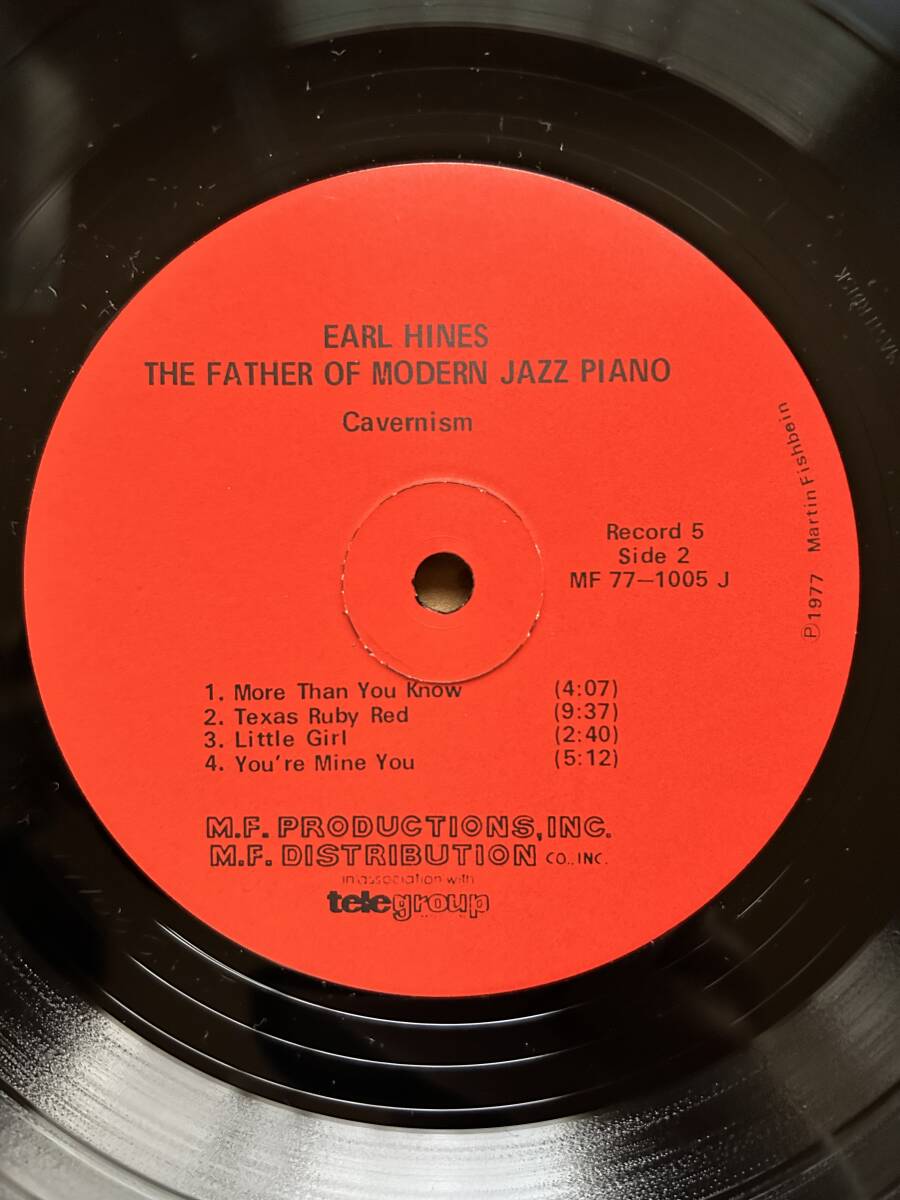 EARL HINES
THE FATHER OF MODERN JAZZ PIANO
Cavernism
Record 5
Side 2
MF 77—1005 J
℗1977 Martin Fishbein
1. More Than You Know (4:07)
2. Texas Ruby Red (9:37)
3. Little Girl (2:40)
4. You're Mine You (5:12)
M.F. PRODUCTIONS, INC.
M.F. DISTRIBUTION CO., INC.
in association with
telegroup